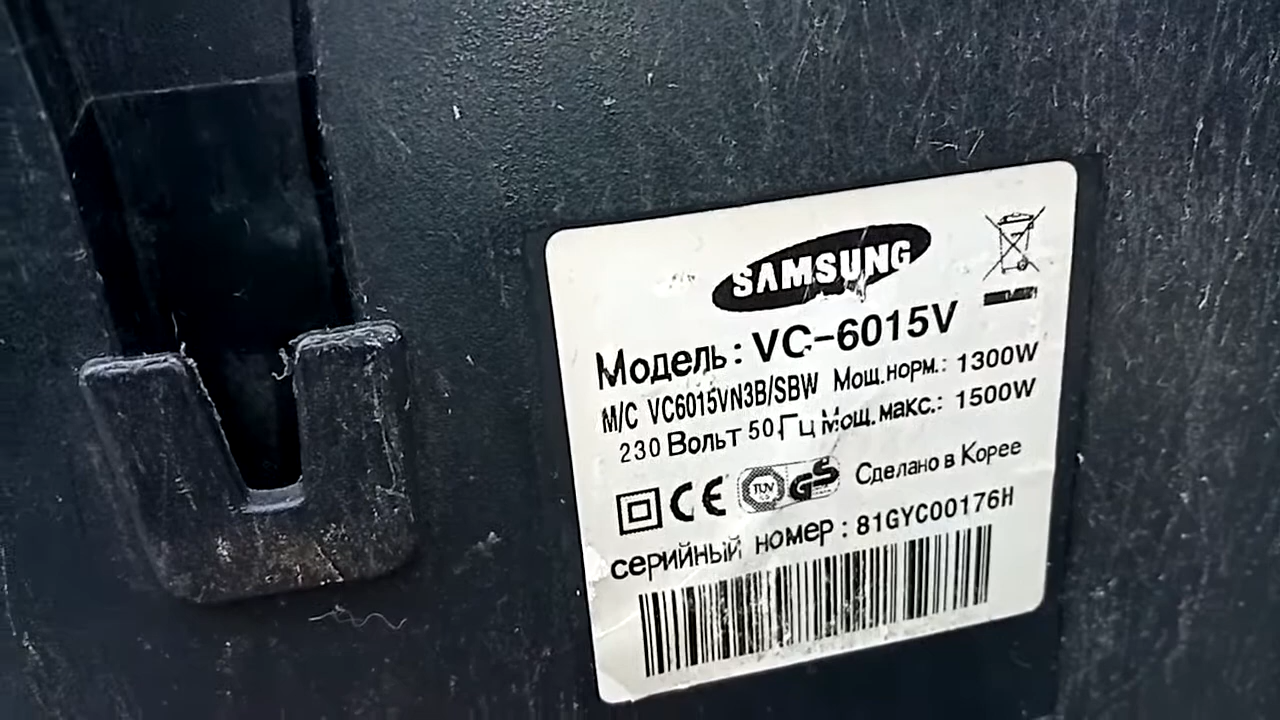 SAMSUNG
Модель: VC-6015V
M/C VC6015VN3B/SBW Мощ.норм.: 1300W
230 Вольт 50 Гц Мощ.макс.: 1500W
CE TUV GS Сделано в Корее
серийный номер : 81GYC00176H